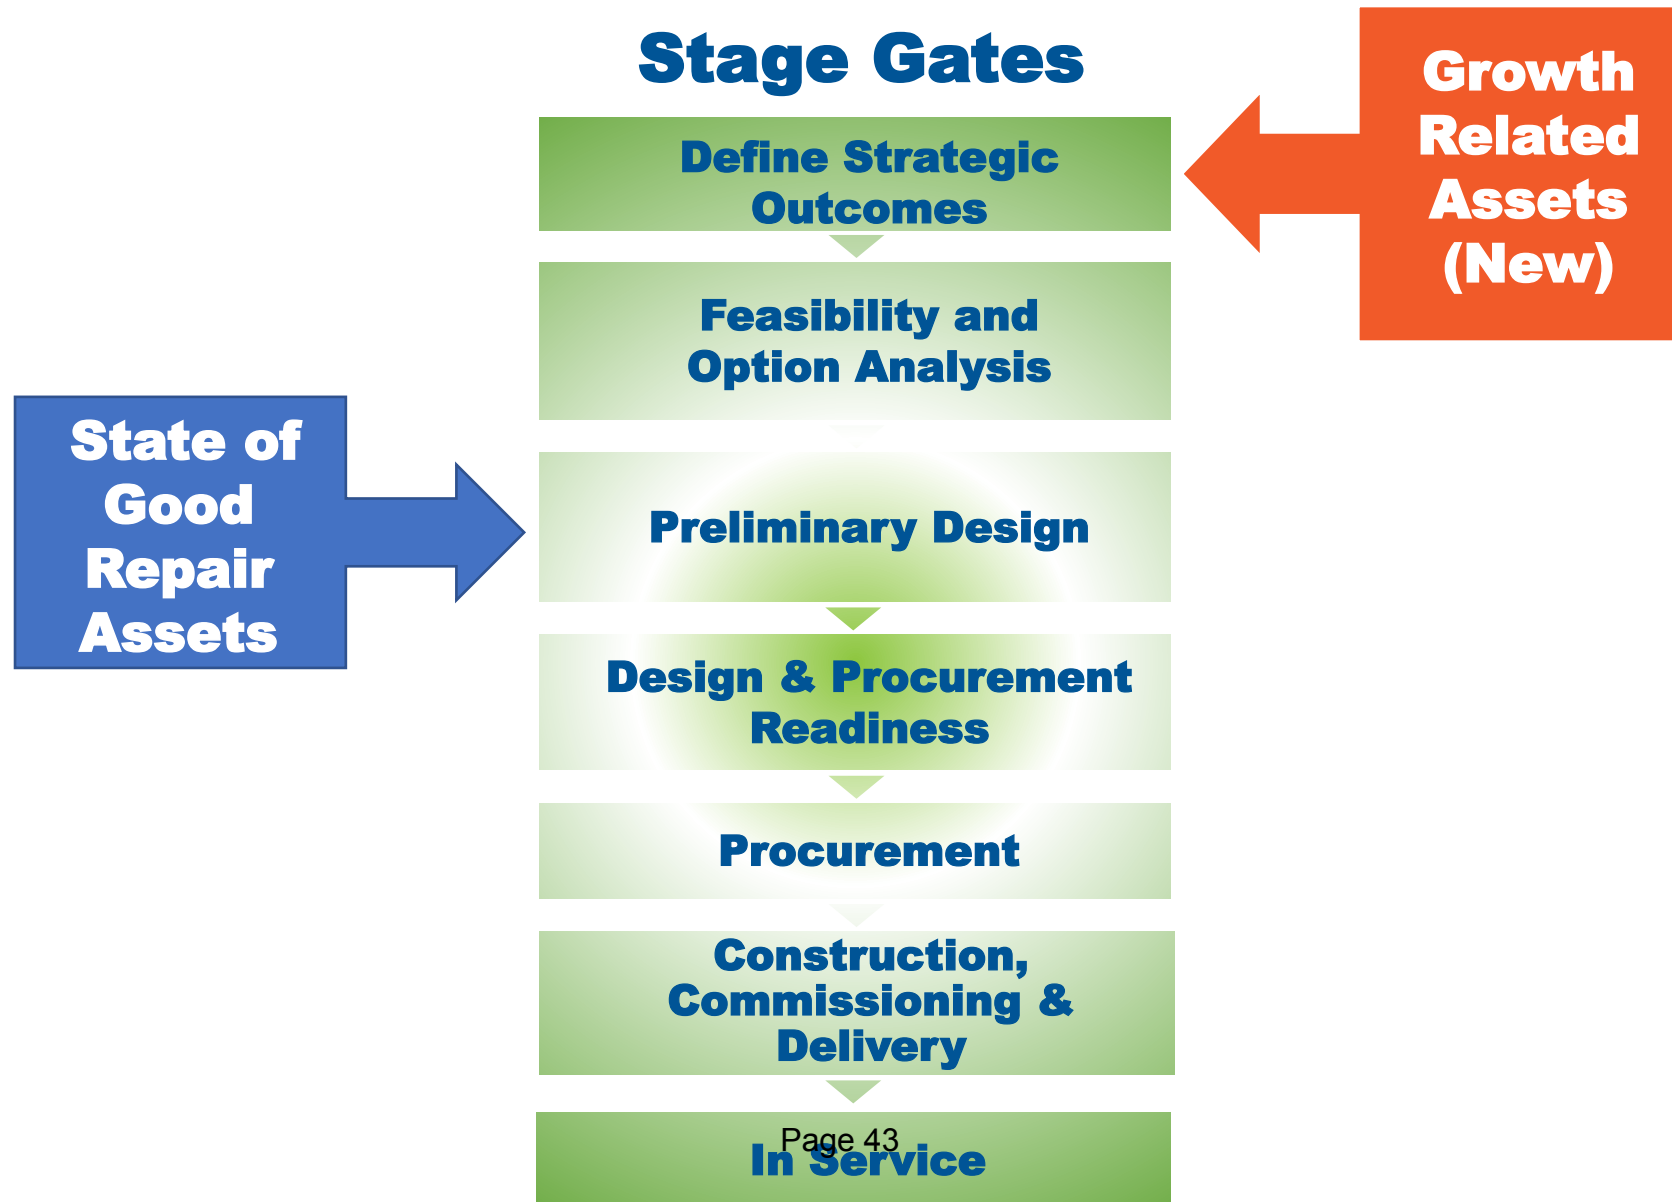 Stage Gates
Growth
Related
Assets
(New)
Define Strategic
Outcomes
Feasibility and
Option Analysis
State of
Good
Repair
Assets
Preliminary Design
Design & Procurement
Readiness
Procurement
Construction,
Commissioning &
Delivery
Page 43
In Service